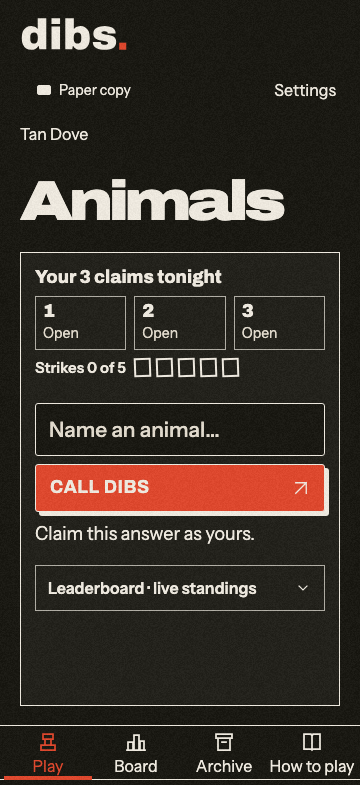 dibs.
Paper copy
Settings
Tan Dove
Animals
Your 3 claims tonight
1
Open
2
Open
3
Open
Strikes 0 of 5
Name an animal...
CALL DIBS
Claim this answer as yours.
Leaderboard · live standings
Play
Board
Archive
How to play